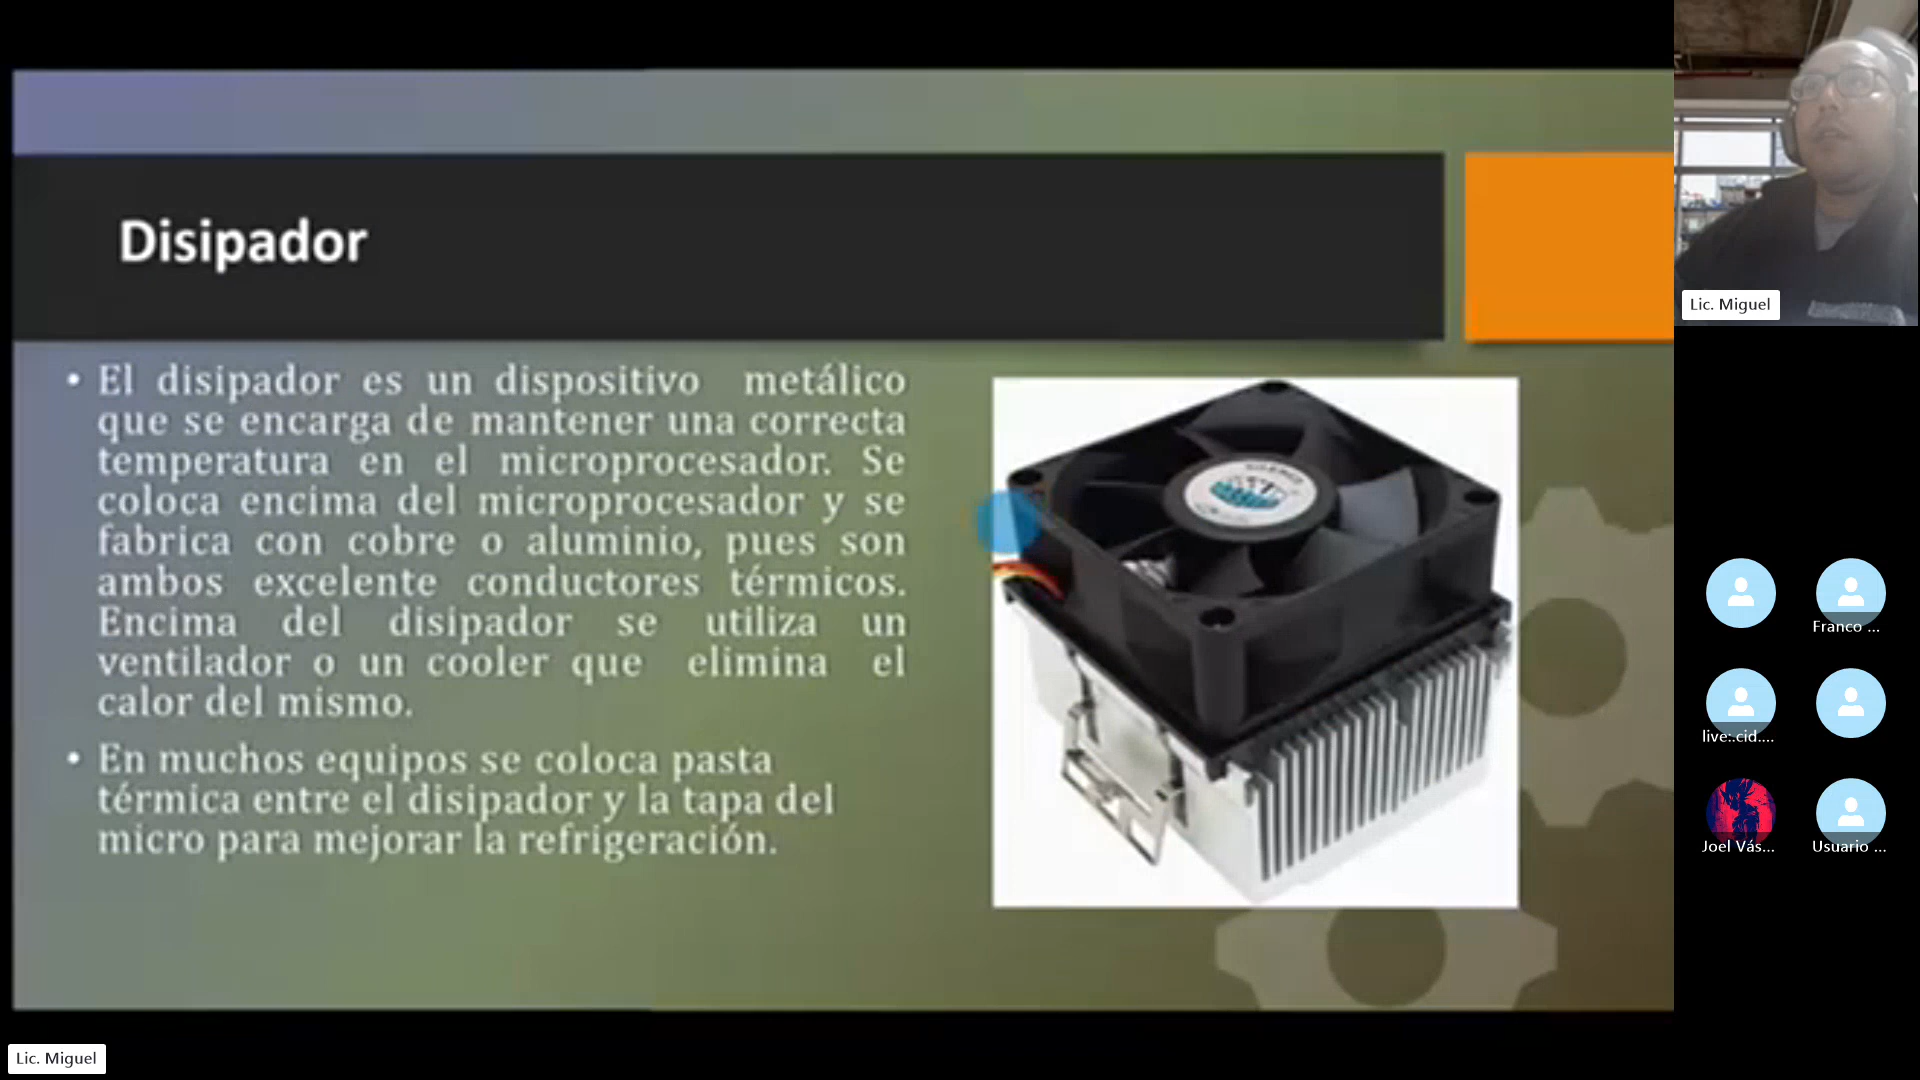 Disipador
• El disipador es un dispositivo metálico
que se encarga de mantener una correcta
temperatura en el microprocesador. Se
coloca encima del microprocesador y se
fabrica con cobre o aluminio, pues son
ambos excelente conductores térmicos.
Encima del disipador se utiliza un
ventilador o un cooler que elimina el
calor del mismo.
• En muchos equipos se coloca pasta
térmica entre el disipador y la tapa del
micro para mejorar la refrigeración.
Lic. Miguel
Franco ...
live:.cid....
Joel Vás...
Usuario ...
Lic. Miguel